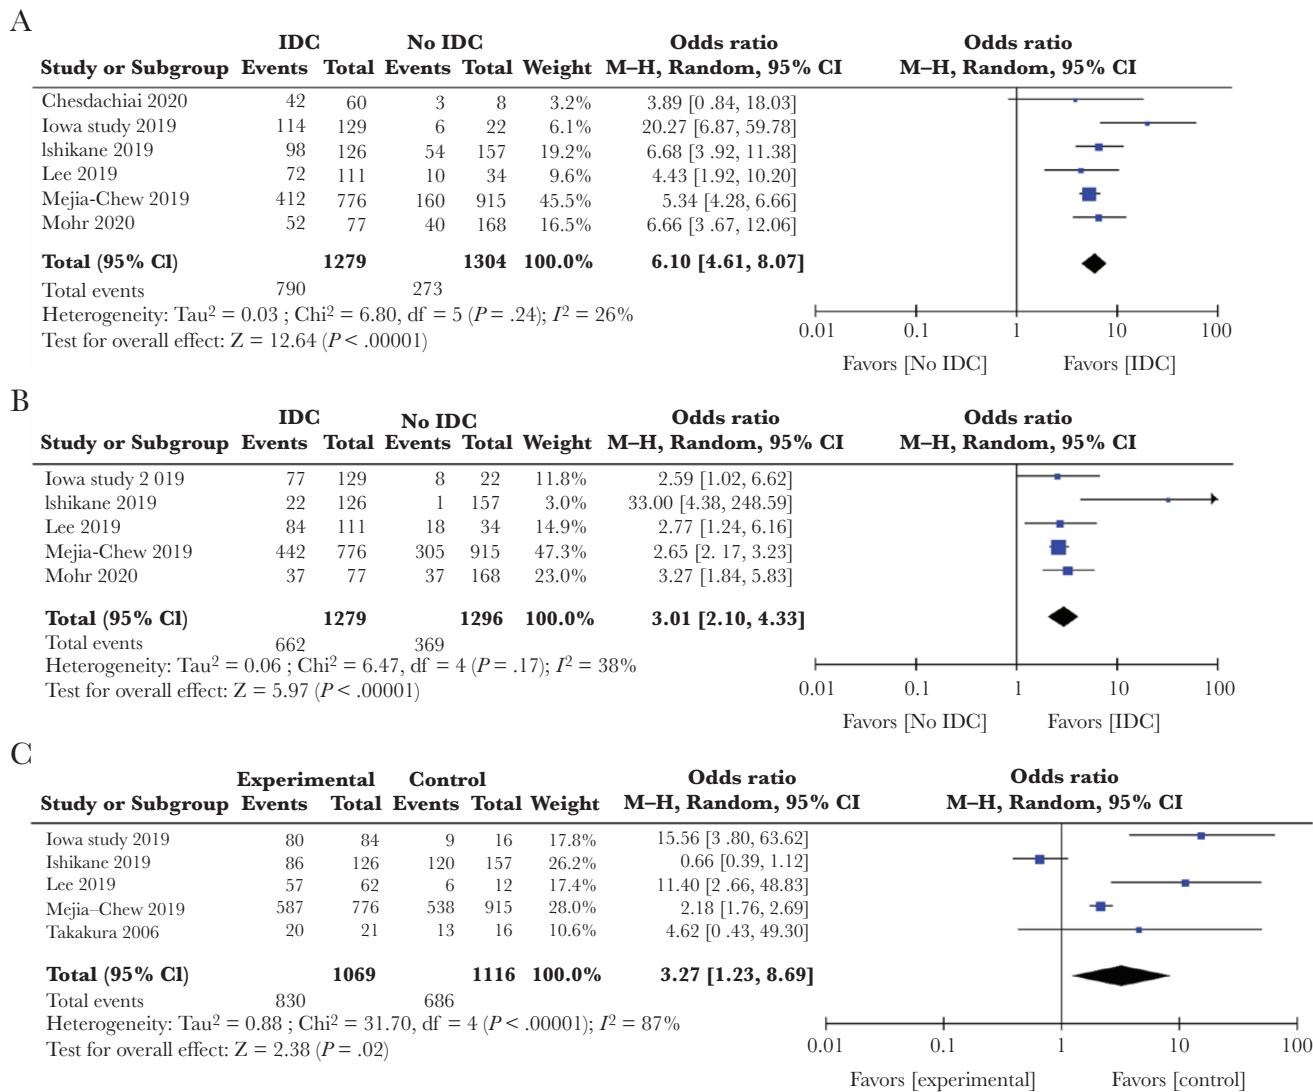 A
IDC No IDC Odds ratio Odds ratio
Study or Subgroup Events Total Events Total Weight M–H, Random, 95% CI M–H, Random, 95% CI
Chesdachiai 2020 42 60 3 8 3.2% 3.89 [0 .84, 18.03]
Iowa study 2019 114 129 6 22 6.1% 20.27 [6.87, 59.78]
lshikane 2019 98 126 54 157 19.2% 6.68 [3 .92, 11.38]
Lee 2019 72 111 10 34 9.6% 4.43 [1.92, 10.20]
Mejia-Chew 2019 412 776 160 915 45.5% 5.34 [4.28, 6.66]
Mohr 2020 52 77 40 168 16.5% 6.66 [3 .67, 12.06]
Total (95% Cl) 1279 1304 100.0% 6.10 [4.61, 8.07]
Total events 790 273
Heterogeneity: Tau² = 0.03 ; Chi² = 6.80, df = 5 (P = .24); I² = 26%
Test for overall effect: Z = 12.64 (P < .00001)
0.01 0.1 1 10 100
Favors [No IDC] Favors [IDC]
B
IDC No IDC Odds ratio Odds ratio
Study or Subgroup Events Total Events Total Weight M–H, Random, 95% CI M–H, Random, 95% CI
Iowa study 2 019 77 129 8 22 11.8% 2.59 [1.02, 6.62]
lshikane 2019 22 126 1 157 3.0% 33.00 [4.38, 248.59]
Lee 2019 84 111 18 34 14.9% 2.77 [1.24, 6.16]
Mejia-Chew 2019 442 776 305 915 47.3% 2.65 [2. 17, 3.23]
Mohr 2020 37 77 37 168 23.0% 3.27 [1.84, 5.83]
Total (95% Cl) 1279 1296 100.0% 3.01 [2.10, 4.33]
Total events 662 369
Heterogeneity: Tau² = 0.06 ; Chi² = 6.47, df = 4 (P = .17); I² = 38%
Test for overall effect: Z = 5.97 (P < .00001)
0.01 0.1 1 10 100
Favors [No IDC] Favors [IDC]
C
Experimental Control Odds ratio Odds ratio
Study or Subgroup Events Total Events Total Weight M–H, Random, 95% CI M–H, Random, 95% CI
Iowa study 2019 80 84 9 16 17.8% 15.56 [3 .80, 63.62]
Ishikane 2019 86 126 120 157 26.2% 0.66 [0.39, 1.12]
Lee 2019 57 62 6 12 17.4% 11.40 [2 .66, 48.83]
Mejia–Chew 2019 587 776 538 915 28.0% 2.18 [1.76, 2.69]
Takakura 2006 20 21 13 16 10.6% 4.62 [0 .43, 49.30]
Total (95% Cl) 1069 1116 100.0% 3.27 [1.23, 8.69]
Total events 830 686
Heterogeneity: Tau² = 0.88 ; Chi² = 31.70, df = 4 (P < .00001); I² = 87%
Test for overall effect: Z = 2.38 (P = .02)
0.01 0.1 1 10 100
Favors [experimental] Favors [control]